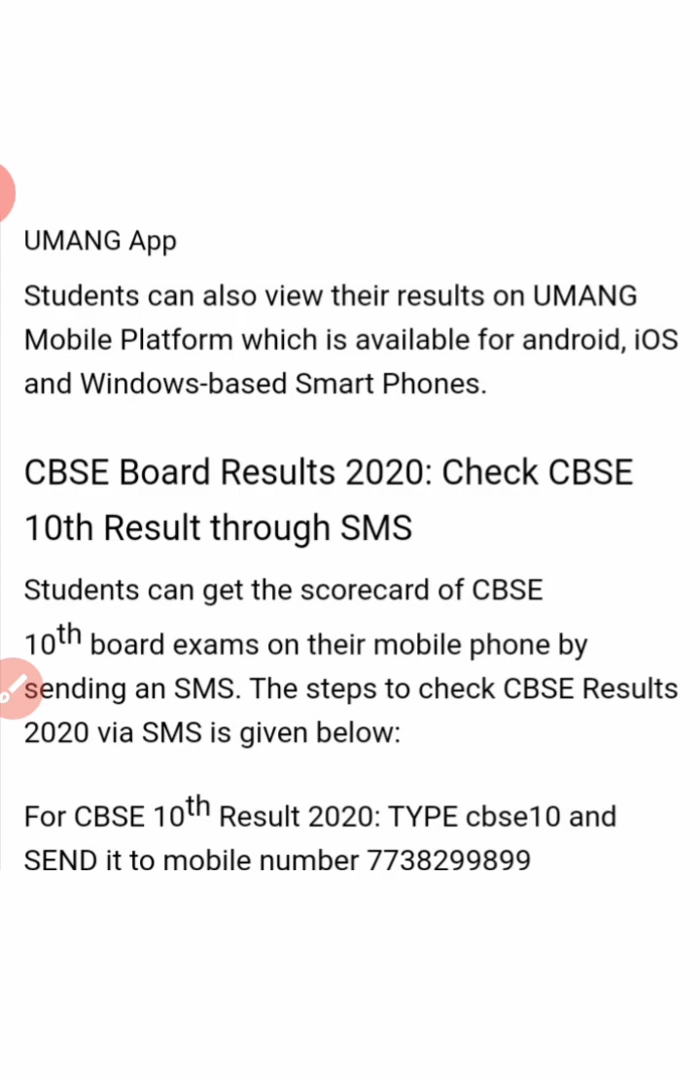 UMANG App
Students can also view their results on UMANG
Mobile Platform which is available for android, iOS
and Windows-based Smart Phones.
CBSE Board Results 2020: Check CBSE
10th Result through SMS
Students can get the scorecard of CBSE
10th board exams on their mobile phone by
sending an SMS. The steps to check CBSE Results
2020 via SMS is given below:
For CBSE 10th Result 2020: TYPE cbse10 and
SEND it to mobile number 7738299899